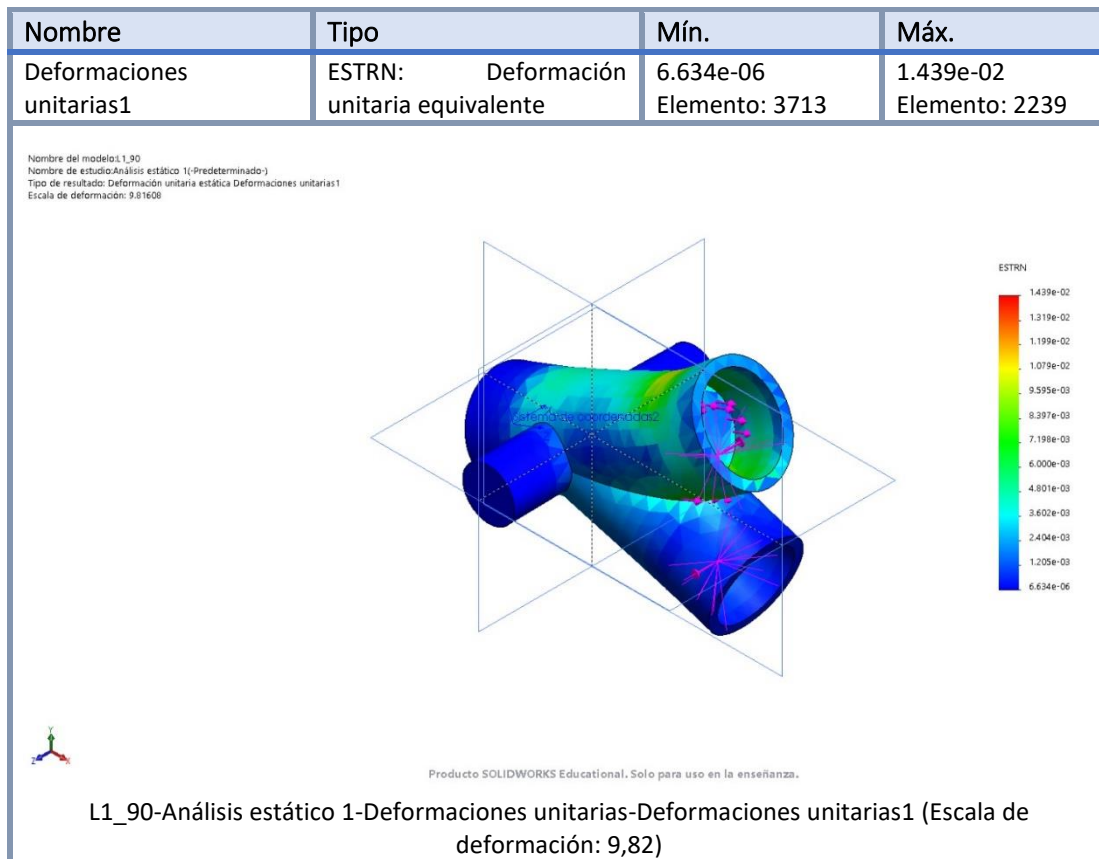 Nombre Tipo Mín. Máx.
Deformaciones ESTRN: Deformación 6.634e-06 1.439e-02
unitarias1 unitaria equivalente Elemento: 3713 Elemento: 2239
Nombre del modelo:L1_90
Nombre de estudio:Análisis estático 1(-Predeterminado-)
Tipo de resultado: Deformación unitaria estática Deformaciones unitarias1
Escala de deformación: 9.81608
ESTRN
1.439e-02
1.319e-02
1.199e-02
1.079e-02
9.595e-03
8.397e-03
7.198e-03
6.000e-03
4.801e-03
3.602e-03
2.404e-03
1.205e-03
6.634e-06
Y
Z X
Producto SOLIDWORKS Educational. Solo para uso en la enseñanza.
L1_90-Análisis estático 1-Deformaciones unitarias-Deformaciones unitarias1 (Escala de
deformación: 9,82)